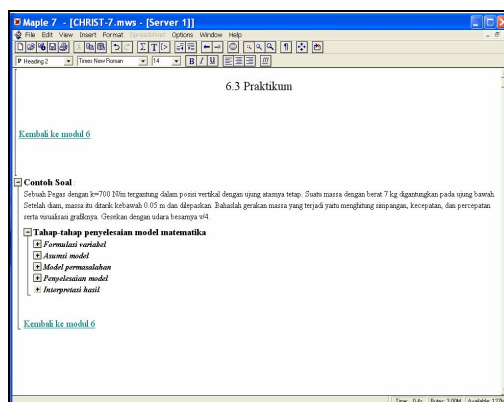 Maple 7 - [CHRIST-7.mws - [Server 1]]
File Edit View Insert Format Spreadsheet Options Window Help
P Heading 2 Times New Roman 14 B I U
6.3 Praktikum
Kembali ke modul 6
Contoh Soal
Sebuah Pegas dengan k=700 N/m tergantung dalam posisi vertikal dengan ujung atasnya tetap. Suatu massa dengan berat 7 kg digantungkan pada ujung bawah.
Setelah diam, massa itu ditarik kebawah 0.05 m dan dilepaskan. Bahaslah gerakan massa yang terjadi yaitu menghitung simpangan, kecepatan, dan percepatan
serta visualisasi grafiknya. Gesekan dengan udara besarnya v/4.
Tahap-tahap penyelesaian model matematika
Formulasi variabel
Asumsi model
Model permasalahan
Penyelesaian model
Interpretasi hasil
Kembali ke modul 6
Time: 0.4s Bytes: 3.00M Available: 122M